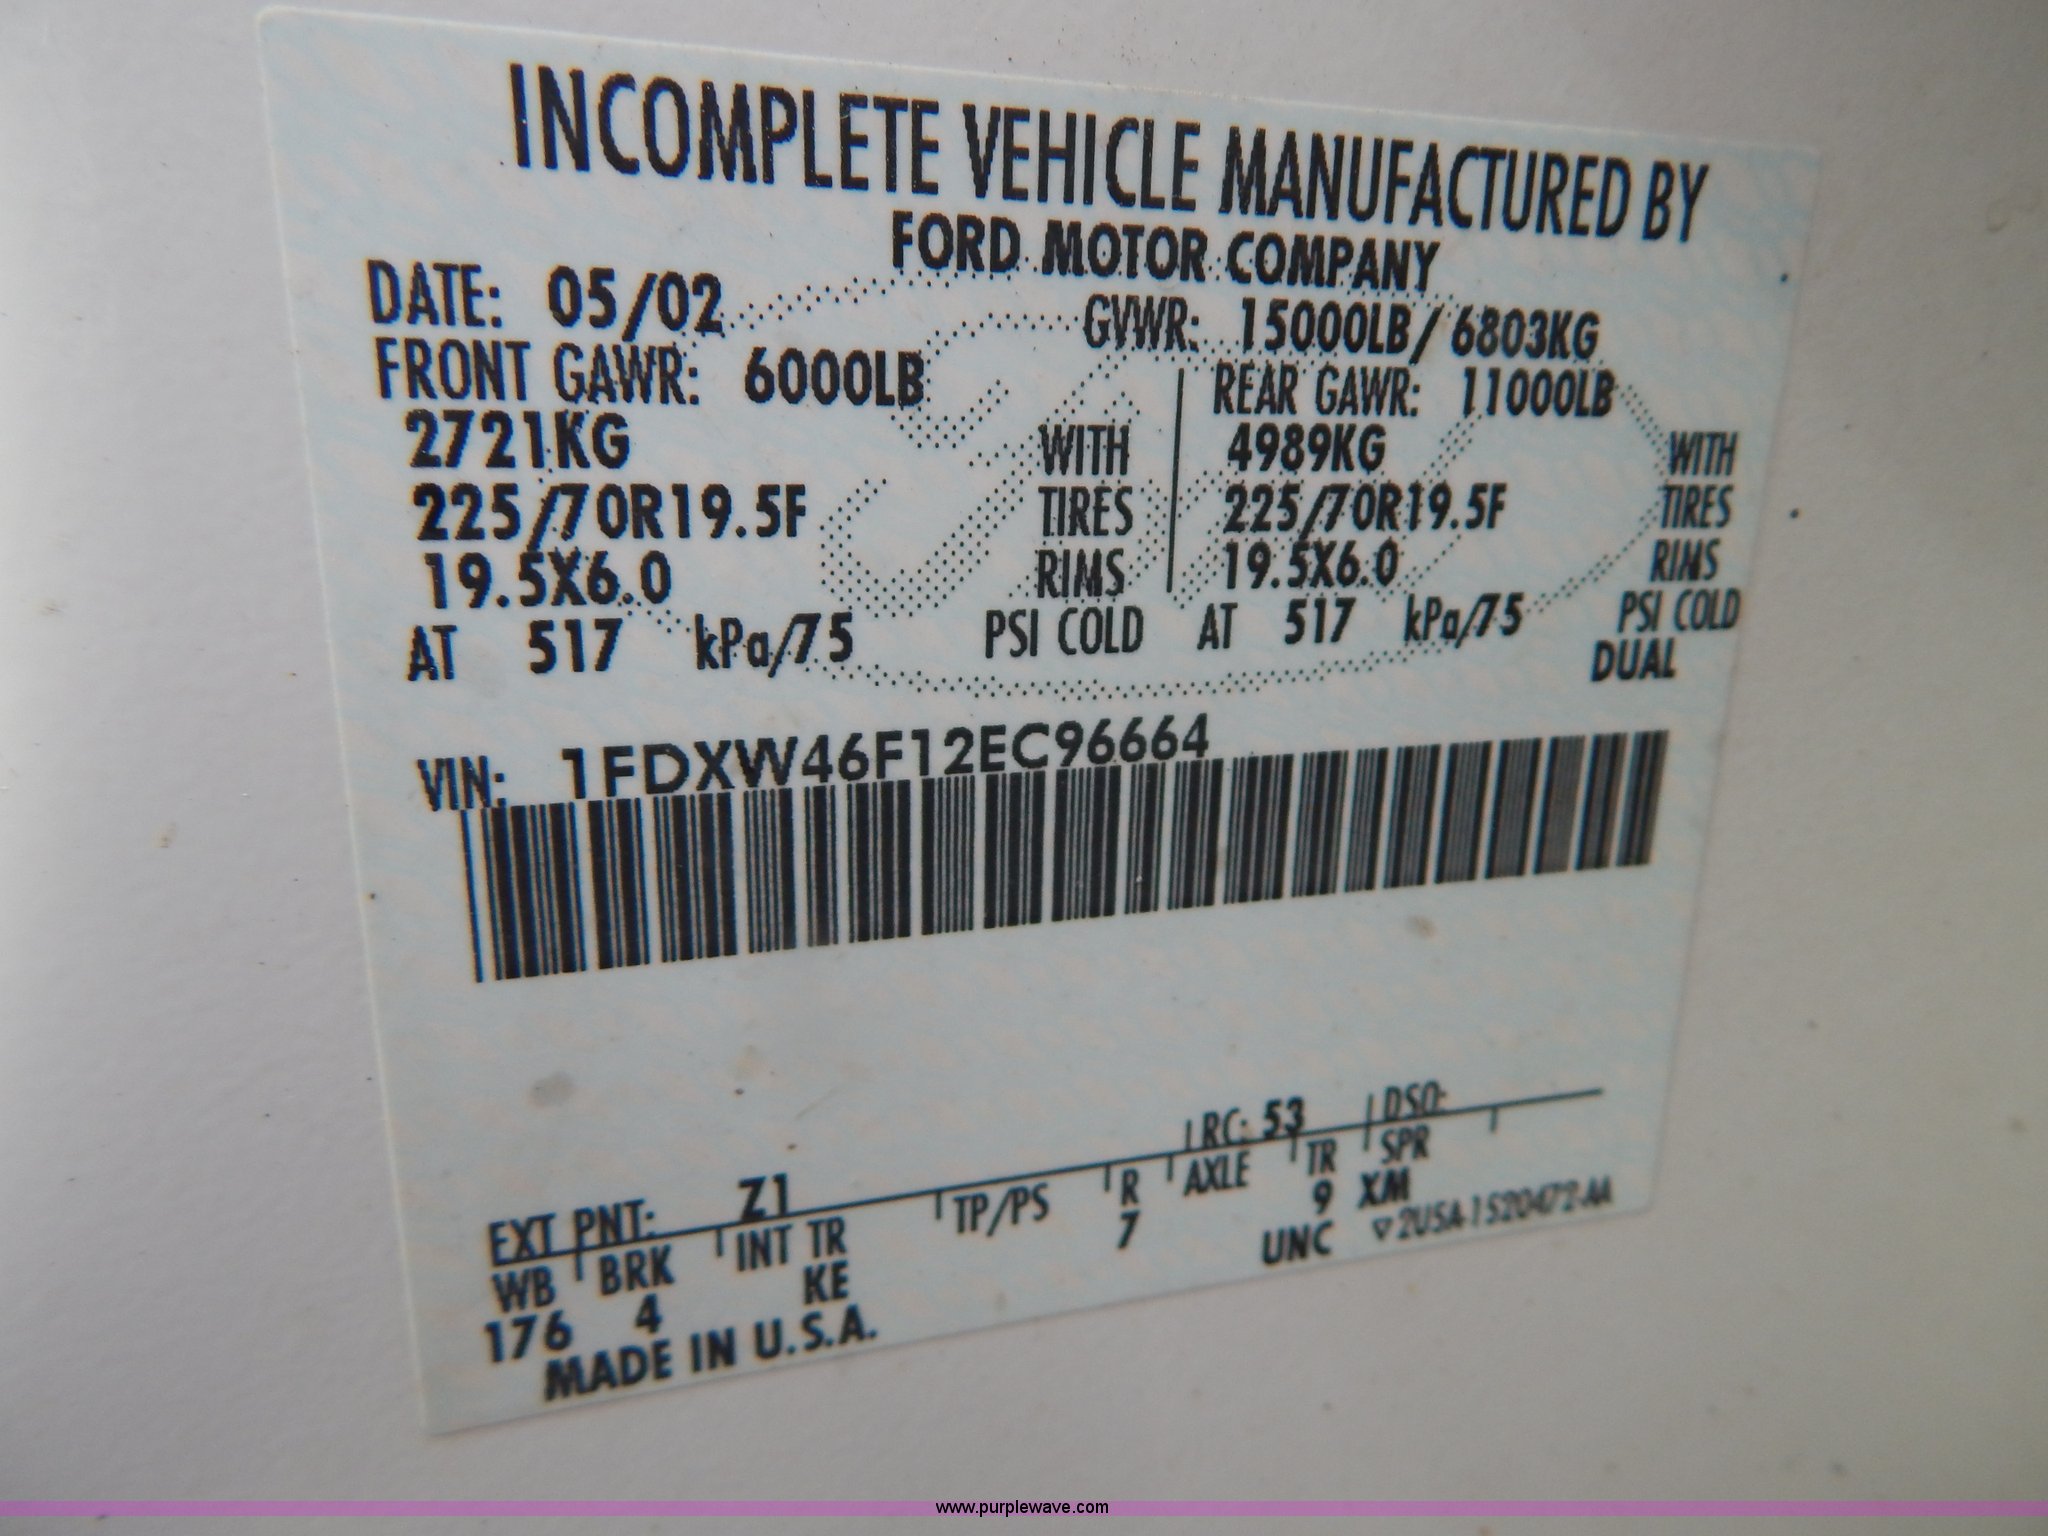 INCOMPLETE VEHICLE MANUFACTURED BY
FORD MOTOR COMPANY
DATE: 05/02 GVWR: 15000LB/ 6803KG
FRONT GAWR: 6000LB REAR GAWR: 11000LB
2721KG WITH 4989KG WITH
225/70R19.5F TIRES 225/70R19.5F TIRES
19.5X6.0 RIMS 19.5X6.0 RIMS
AT 517 kPa/75 PSI COLD AT 517 kPa/75 PSI COLD
DUAL
VIN: 1FDXW46F12EC96664
EXT PNT: Z1 RC: 53 DSO:
WB BRK INT TR TP/PS R AXLE TR SPR
176 4 KE 7 9 XM
MADE IN U.S.A. UNC ▽2USA-1520472-AA
www.purplewave.com